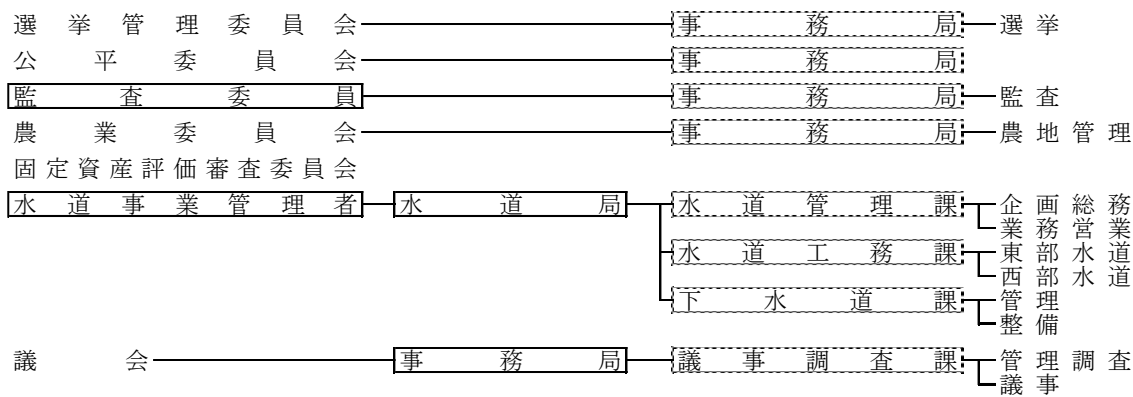 選挙管理委員会 事務局 選挙
公平委員会 事務局
監査委員 事務局 監査
農業委員会 事務局 農地管理
固定資産評価審査委員会
水道事業管理者 水道局 水道管理課 企画総務
業務営業
水道工務課 東部水道
西部水道
下水道課 管理
整備
議会 事務局 議事調査課 管理調査
議事